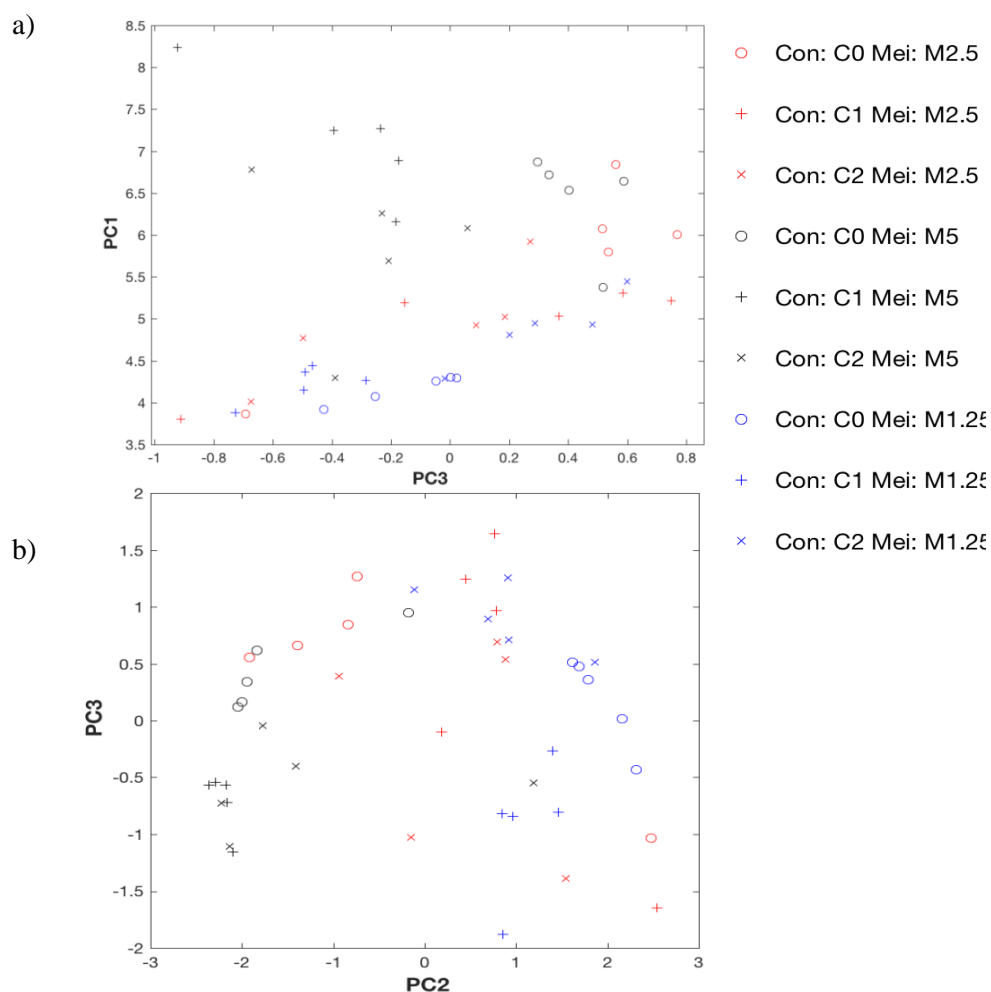 a)
8.5
8
7.5
7
6.5
6
5.5
5
4.5
4
3.5
PC1
-1
-0.8
-0.6
-0.4
-0.2
0
0.2
0.4
0.6
0.8
PC3
Con: C0 Mei: M2.5
Con: C1 Mei: M2.5
Con: C2 Mei: M2.5
Con: C0 Mei: M5
Con: C1 Mei: M5
Con: C2 Mei: M5
Con: C0 Mei: M1.25
Con: C1 Mei: M1.25
Con: C2 Mei: M1.25
b)
2
1.5
1
0.5
0
-0.5
-1
-1.5
-2
PC3
-3
-2
-1
0
1
2
3
PC2